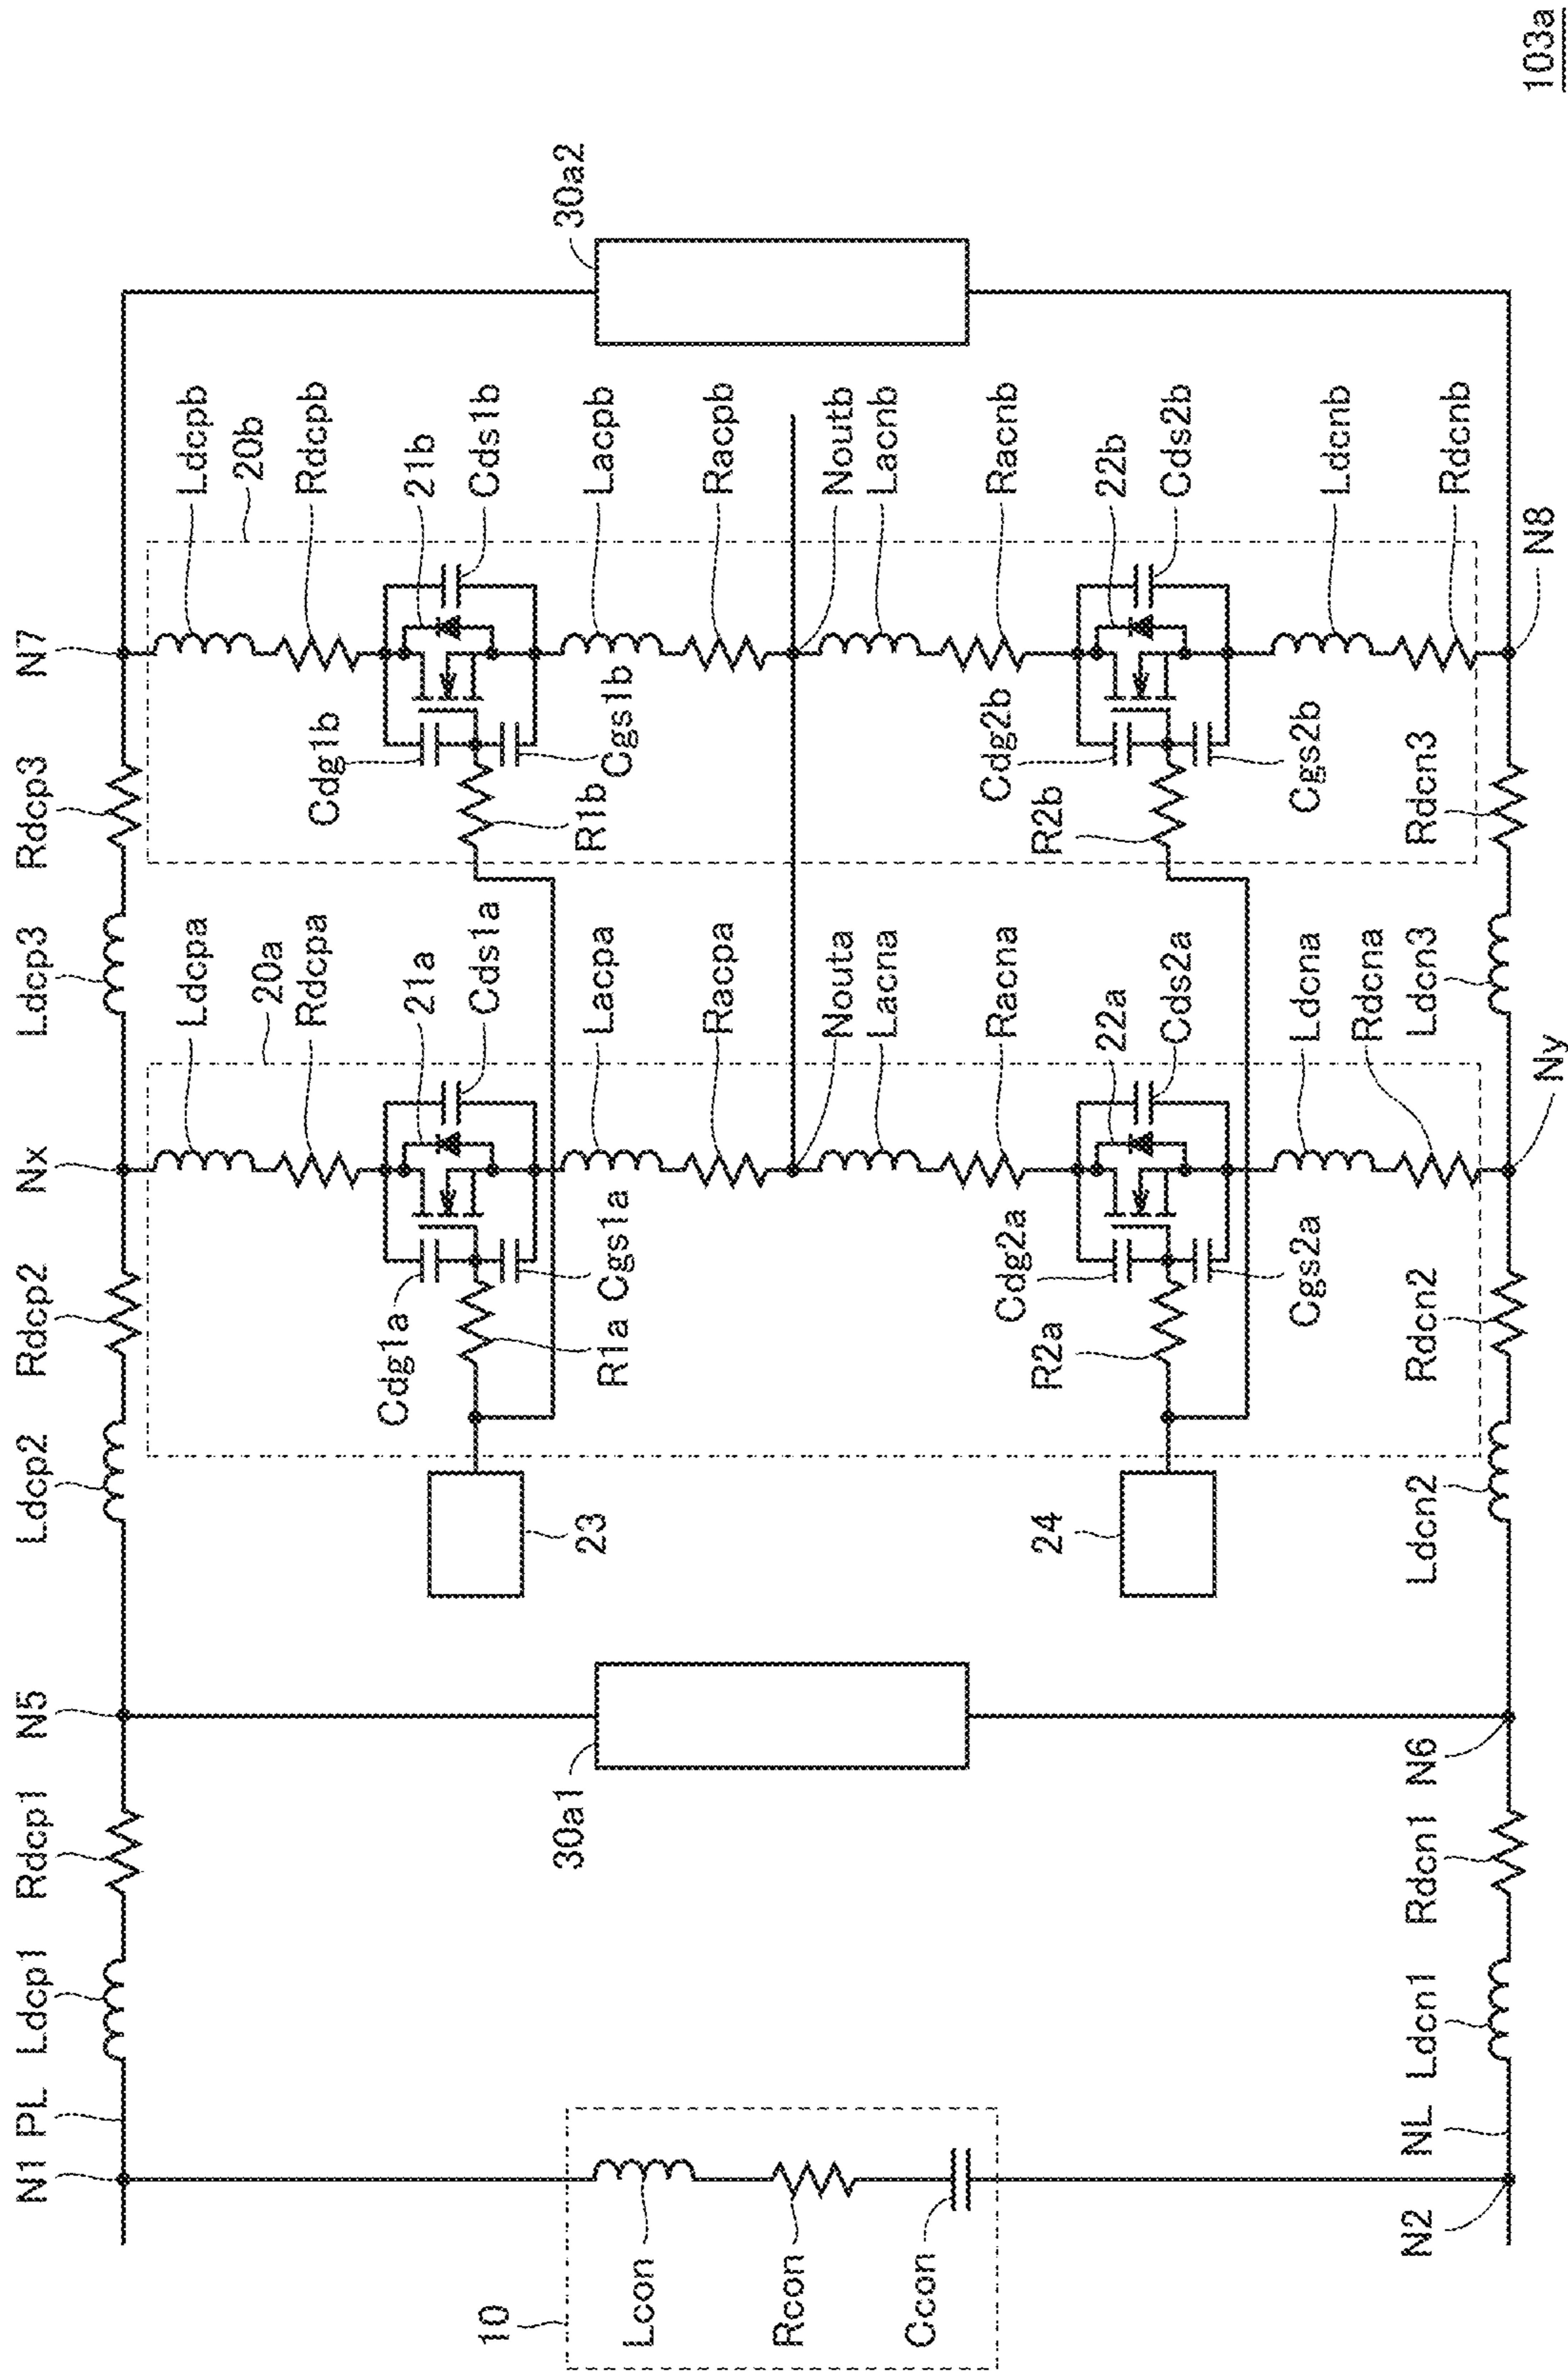 103a
N1 PL Ldcp1 Rdcp1 N5 Ldcp2 Rdcp2 Nx Ldcp3 Rdcp3 N7
Ldcpa
Ldcpb
20a
20b
Rdcpa
Rdcpb
Cdg1a
21a
Cdg1b
21b
Cds1a
Cds1b
10
30a1
23
R1a Cgs1a
Lacpa
R1b
Cgs1b
Lacpb
30a2
Lcon
Racpa
Racpb
Rcon
Nouta
Noutb
Lacna
Lacnb
Ccon
Cdg2a
Racna
Cdg2b
Racnb
24
R2a
22a
R2b
22b
Cds2a
Cds2b
Cgs2a
Ldcna
Cgs2b
Ldcnb
Rdcna
Rdcnb
N2 NL Ldcn1 Rdcn1 N6 Ldcn2 Rdcn2 Ldcn3 Rdcn3
Ny
N8